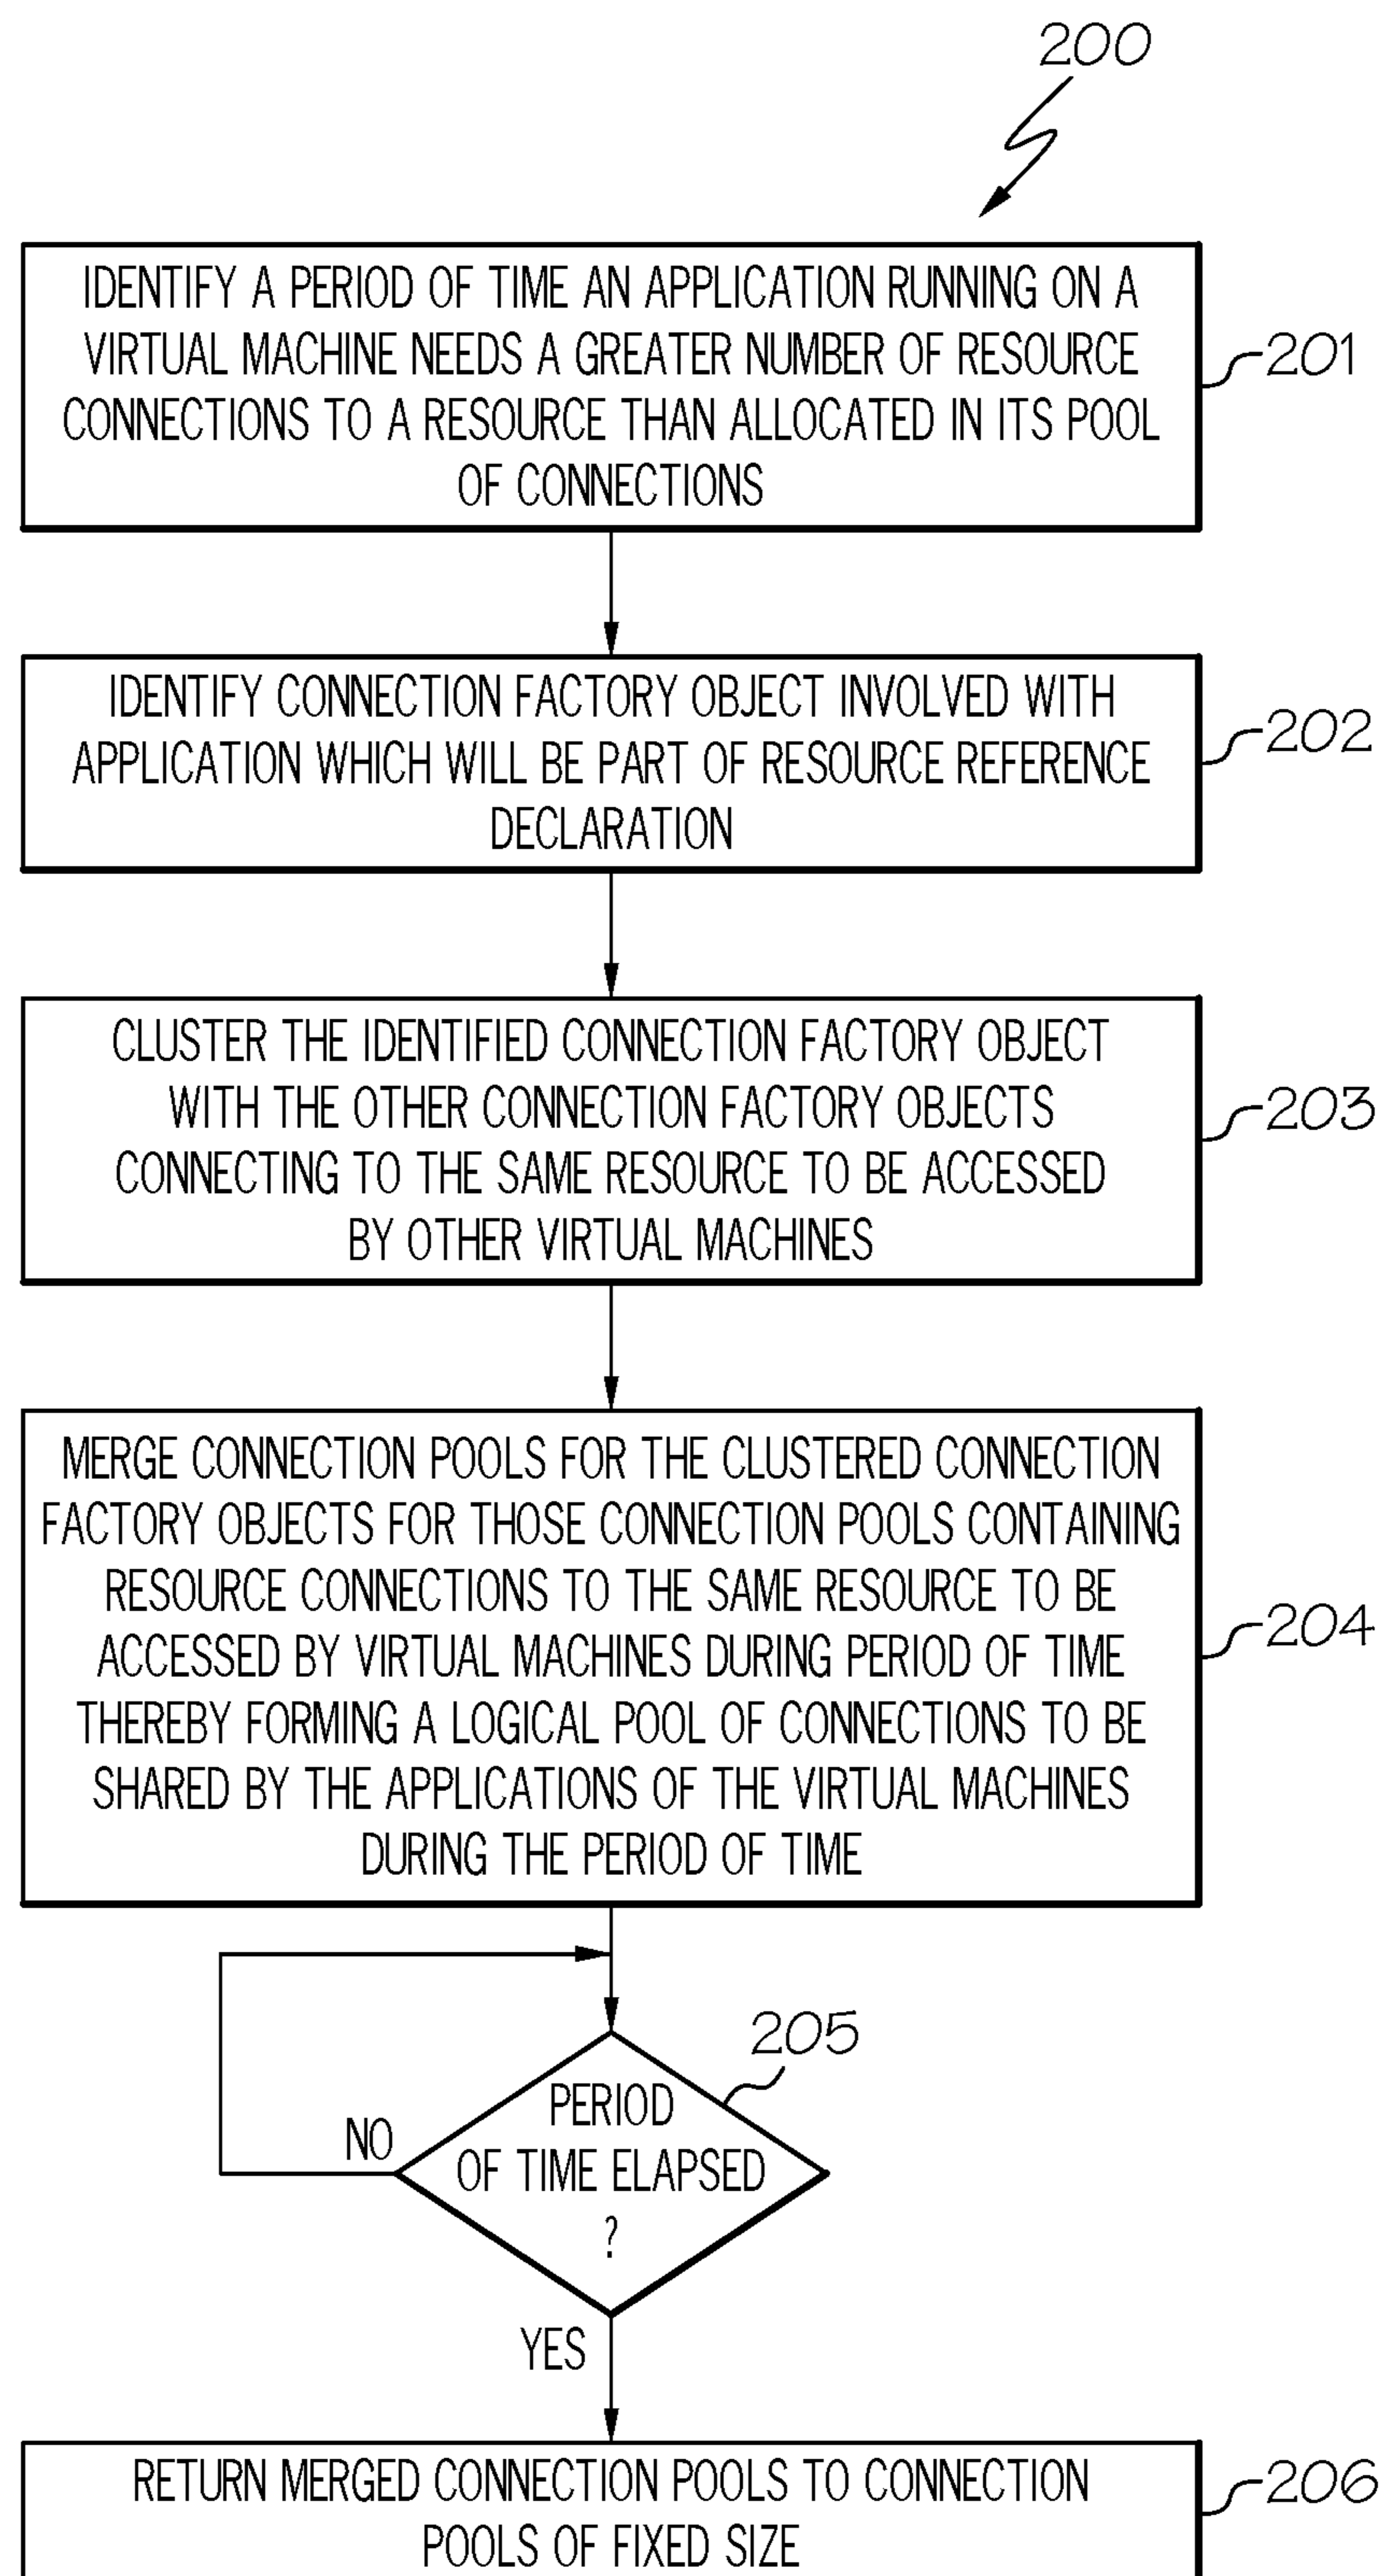 200
IDENTIFY A PERIOD OF TIME AN APPLICATION RUNNING ON A
VIRTUAL MACHINE NEEDS A GREATER NUMBER OF RESOURCE
CONNECTIONS TO A RESOURCE THAN ALLOCATED IN ITS POOL
OF CONNECTIONS
201
IDENTIFY CONNECTION FACTORY OBJECT INVOLVED WITH
APPLICATION WHICH WILL BE PART OF RESOURCE REFERENCE
DECLARATION
202
CLUSTER THE IDENTIFIED CONNECTION FACTORY OBJECT
WITH THE OTHER CONNECTION FACTORY OBJECTS
CONNECTING TO THE SAME RESOURCE TO BE ACCESSED
BY OTHER VIRTUAL MACHINES
203
MERGE CONNECTION POOLS FOR THE CLUSTERED CONNECTION
FACTORY OBJECTS FOR THOSE CONNECTION POOLS CONTAINING
RESOURCE CONNECTIONS TO THE SAME RESOURCE TO BE
ACCESSED BY VIRTUAL MACHINES DURING PERIOD OF TIME
THEREBY FORMING A LOGICAL POOL OF CONNECTIONS TO BE
SHARED BY THE APPLICATIONS OF THE VIRTUAL MACHINES
DURING THE PERIOD OF TIME
204
PERIOD
OF TIME ELAPSED
?
205
NO
YES
RETURN MERGED CONNECTION POOLS TO CONNECTION
POOLS OF FIXED SIZE
206